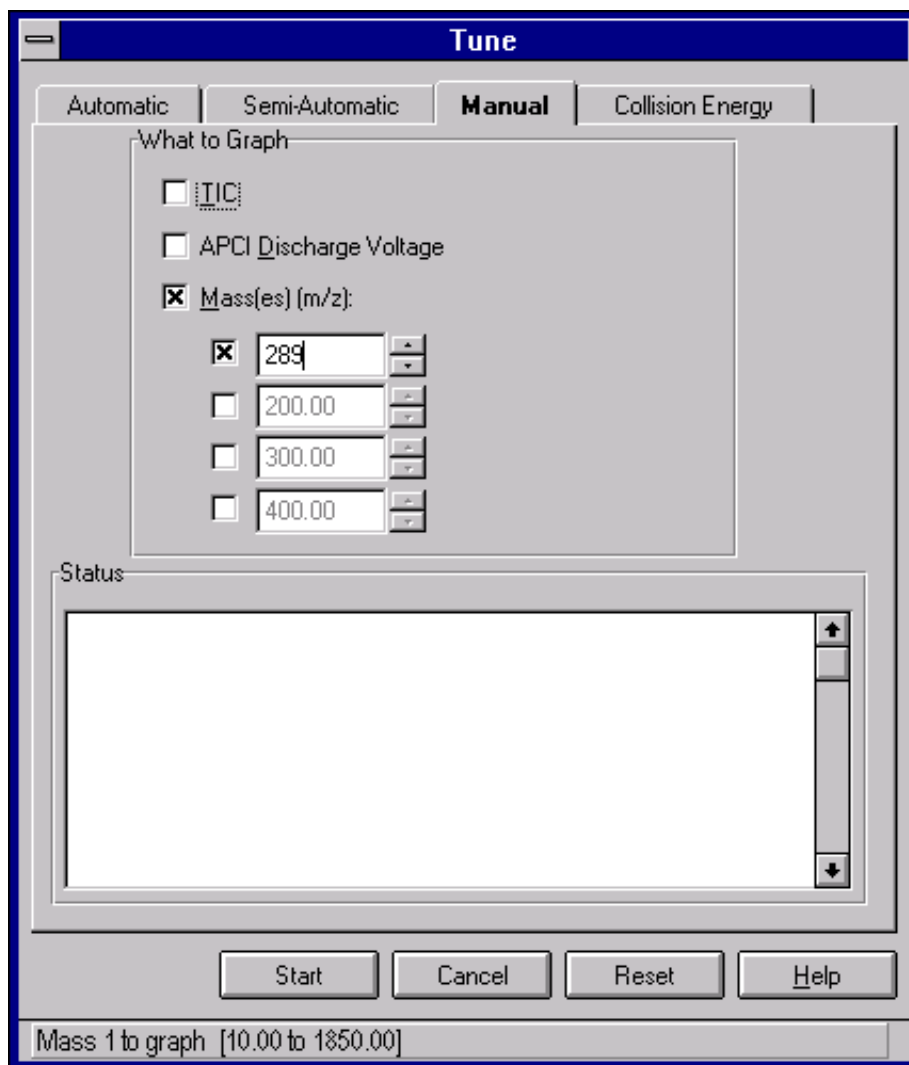 Tune
Automatic Semi-Automatic Manual Collision Energy
What to Graph
TIC
APCI Discharge Voltage
Mass(es) (m/z):
289
200.00
300.00
400.00
Status
Start Cancel Reset Help
Mass 1 to graph [10.00 to 1850.00]